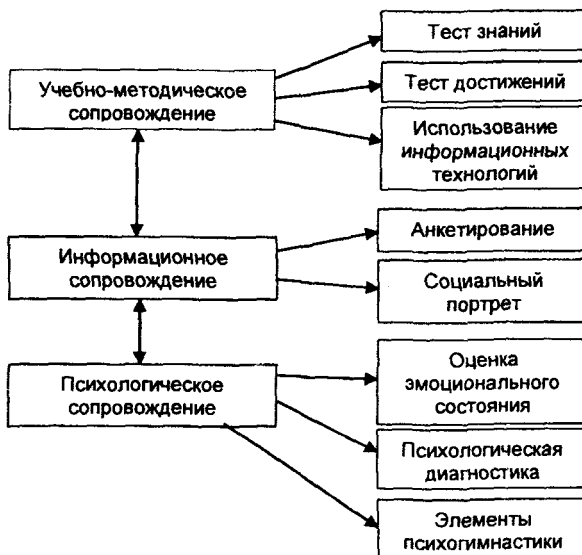 Тест знаний
Учебно-методическое
сопровождение
Тест достижений
Использование
информационных
технологий
Информационное
сопровождение
Анкетирование
Социальный
портрет
Психологическое
сопровождение
Оценка
эмоционального
состояния
Психологическая
диагностика
Элементы
психогимнастики